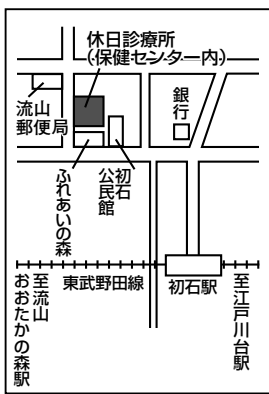 休日診療所
(保健センター内)
流山
郵便局
銀行
ふれあいの森
初石
公民館
至流山
おおたかの森駅
東武野田線
初石駅
至江戸川台駅